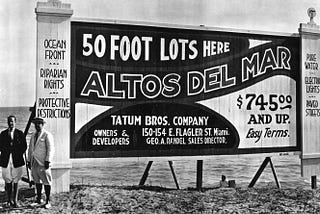 OCEAN
FRONT
RIPARIAN
RIGHTS
PROTECTIVE
RESTRICTIONS
50 FOOT LOTS HERE
ALTOS DEL MAR
$745.00
AND UP.
Easy Terms.
TATUM BROS. COMPANY
OWNERS &
DEVELOPERS
150-154 E. FLAGLER ST. Miami.
GEO. A. SALES DIRECTOR.
PURE
WATER
ELECTRIC
LIGHTS
PAVED
STREETS